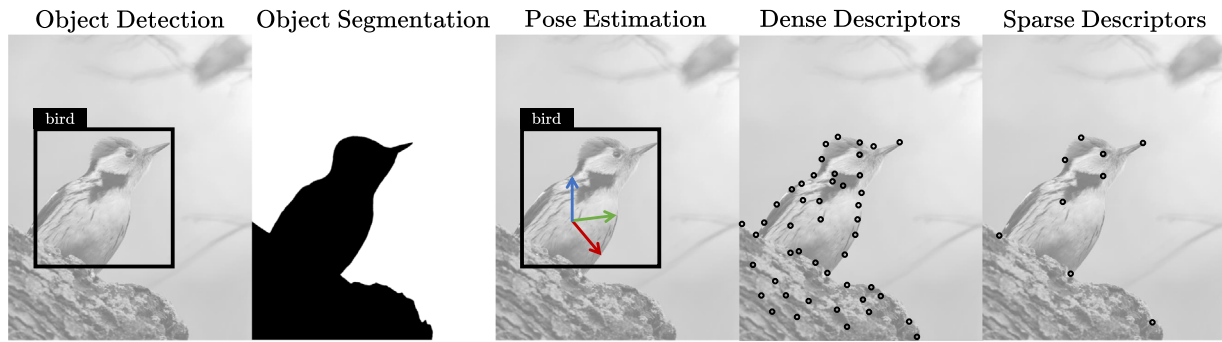 Object Detection
Object Segmentation
Pose Estimation
Dense Descriptors
Sparse Descriptors
bird
bird